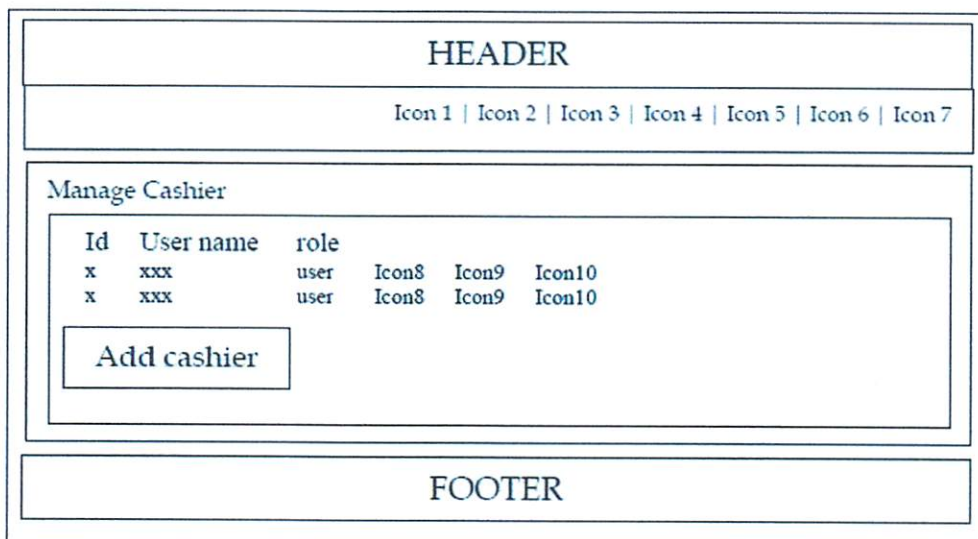 HEADER
Icon 1 | Icon 2 | Icon 3 | Icon 4 | Icon 5 | Icon 6 | Icon 7
Manage Cashier
Id User name role
x xxx user Icon8 Icon9 Icon10
x xxx user Icon8 Icon9 Icon10
Add cashier
FOOTER